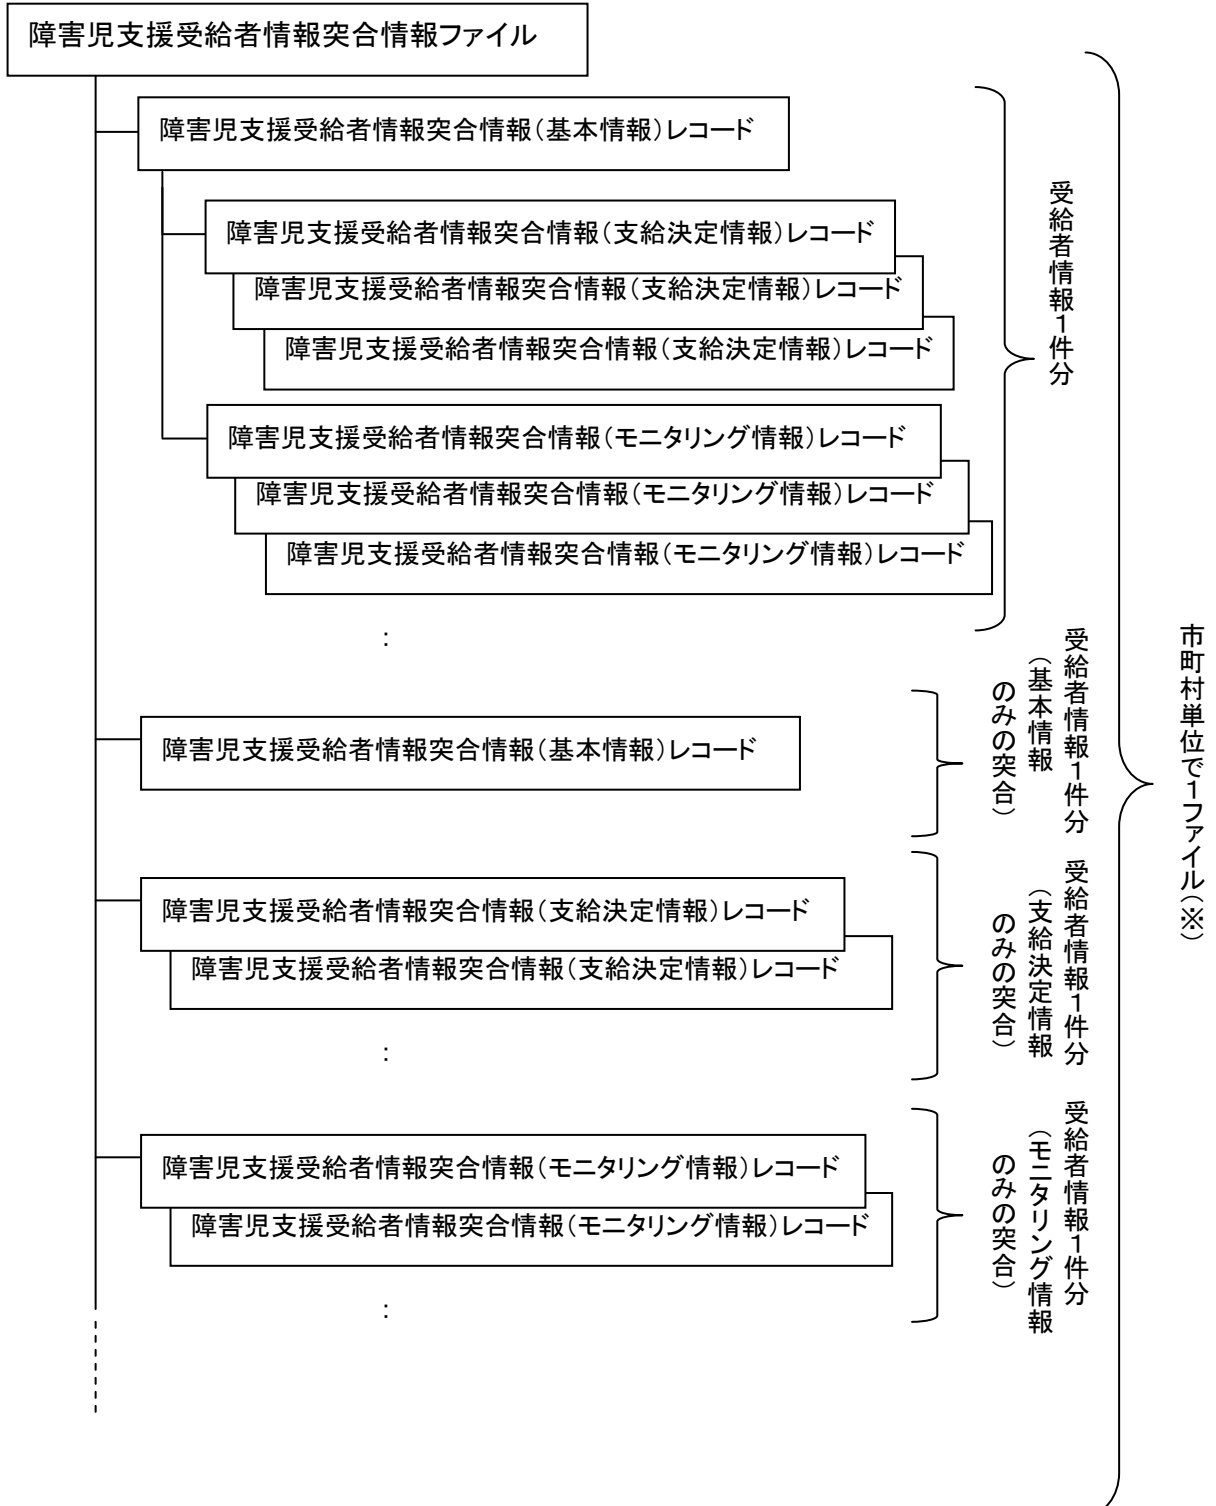 障害児支援受給者情報突合情報ファイル
障害児支援受給者情報突合情報（基本情報）レコード
障害児支援受給者情報突合情報（支給決定情報）レコード
障害児支援受給者情報突合情報（支給決定情報）レコード
障害児支援受給者情報突合情報（支給決定情報）レコード
障害児支援受給者情報突合情報（モニタリング情報）レコード
障害児支援受給者情報突合情報（モニタリング情報）レコード
障害児支援受給者情報突合情報（モニタリング情報）レコード
：
受給者情報１件分
障害児支援受給者情報突合情報（基本情報）レコード
受給者情報１件分
（基本情報
のみの突合）
障害児支援受給者情報突合情報（支給決定情報）レコード
障害児支援受給者情報突合情報（支給決定情報）レコード
：
受給者情報１件分
（支給決定情報
のみの突合）
障害児支援受給者情報突合情報（モニタリング情報）レコード
障害児支援受給者情報突合情報（モニタリング情報）レコード
：
受給者情報１件分
（モニタリング情報
のみの突合）
市町村単位で１ファイル（※）